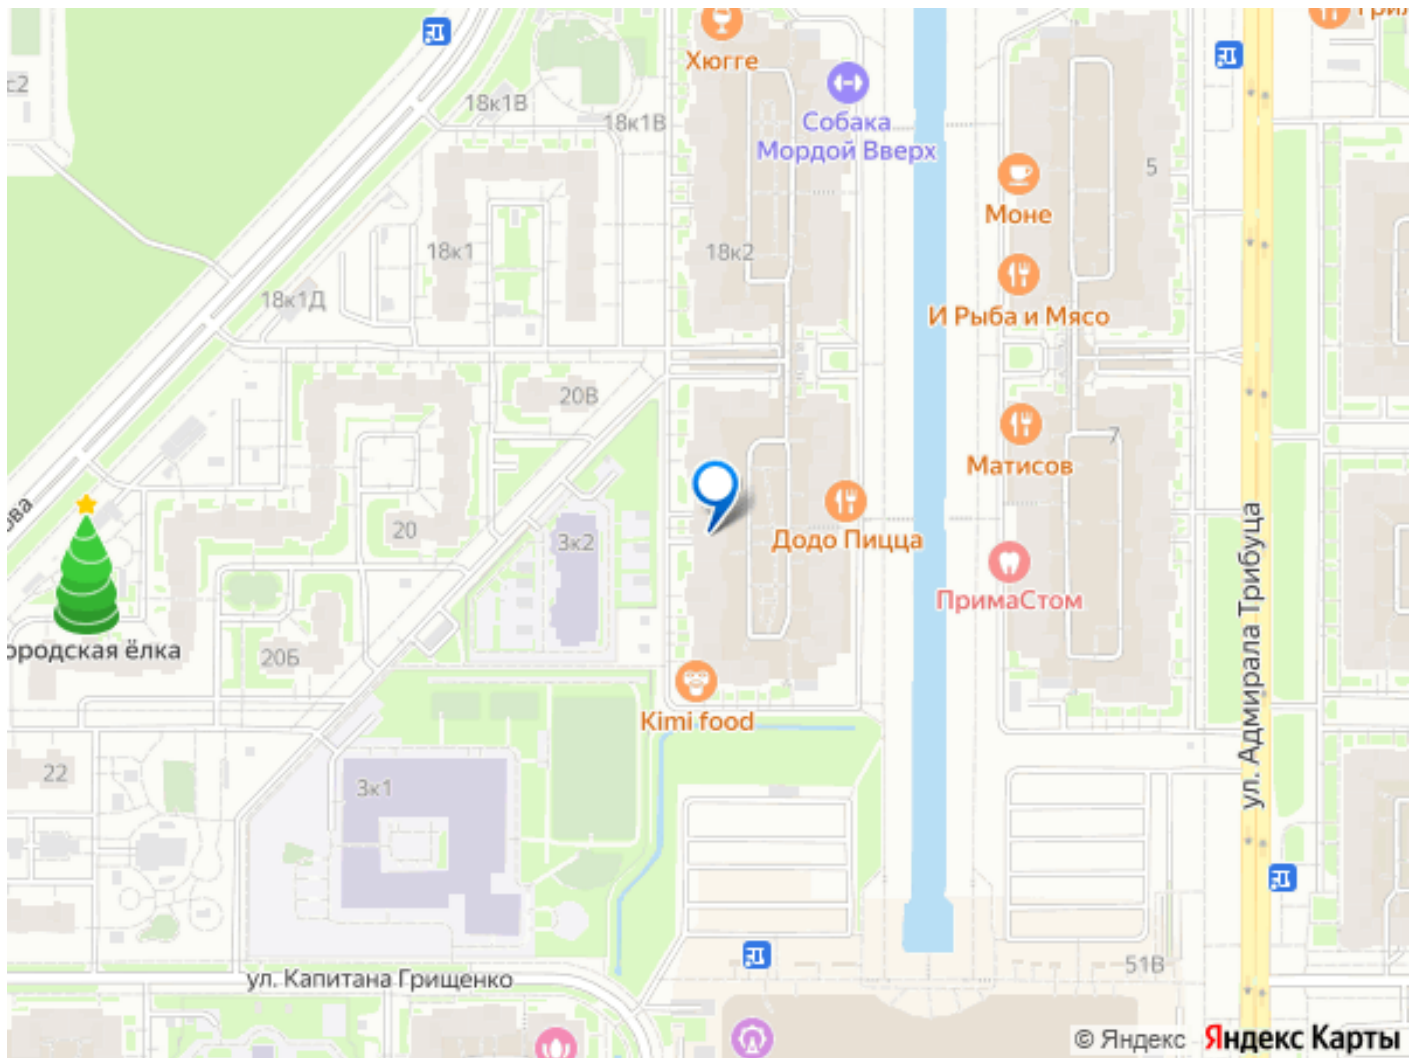 Хюгге
с2
18к1В
18к1В
Собака
Мордой Вверх
5
Моне
18к1
18к2
18к1Д
И Рыба и Мясо
20В
7
Матисов
ова
20
3к2
Додо Пицца
ул. Адмирала Трибуца
ПримаСтом
ородская ёлка
20Б
Kimi food
22
3к1
51В
ул. Капитана Грищенко
© Яндекс Яндекс Карты